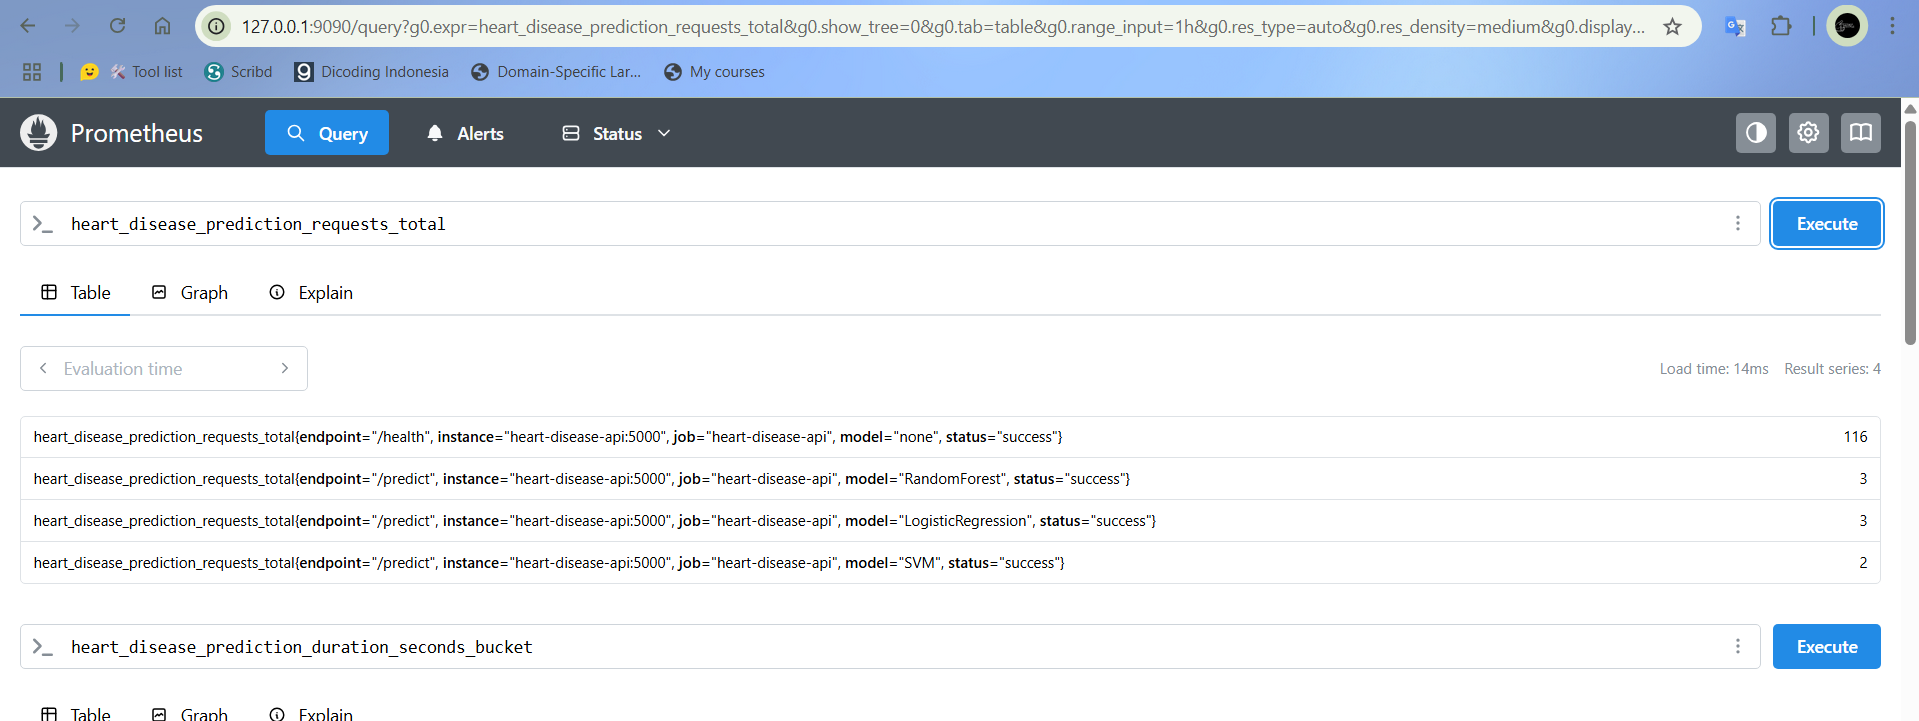 127.0.0.1:9090/query?g0.expr=heart_disease_prediction_requests_total&g0.show_tree=0&g0.tab=table&g0.range_input=1h&g0.res_type=auto&g0.res_density=medium&g0.display...
Tool list Scribd Dicoding Indonesia Domain-Specific Lar... My courses
Prometheus Query Alerts Status
heart_disease_prediction_requests_total Execute
Table Graph Explain
Evaluation time Load time: 14ms Result series: 4
heart_disease_prediction_requests_total{endpoint="/health", instance="heart-disease-api:5000", job="heart-disease-api", model="none", status="success"} 116
heart_disease_prediction_requests_total{endpoint="/predict", instance="heart-disease-api:5000", job="heart-disease-api", model="RandomForest", status="success"} 3
heart_disease_prediction_requests_total{endpoint="/predict", instance="heart-disease-api:5000", job="heart-disease-api", model="LogisticRegression", status="success"} 3
heart_disease_prediction_requests_total{endpoint="/predict", instance="heart-disease-api:5000", job="heart-disease-api", model="SVM", status="success"} 2
heart_disease_prediction_duration_seconds_bucket Execute
Table Graph Explain